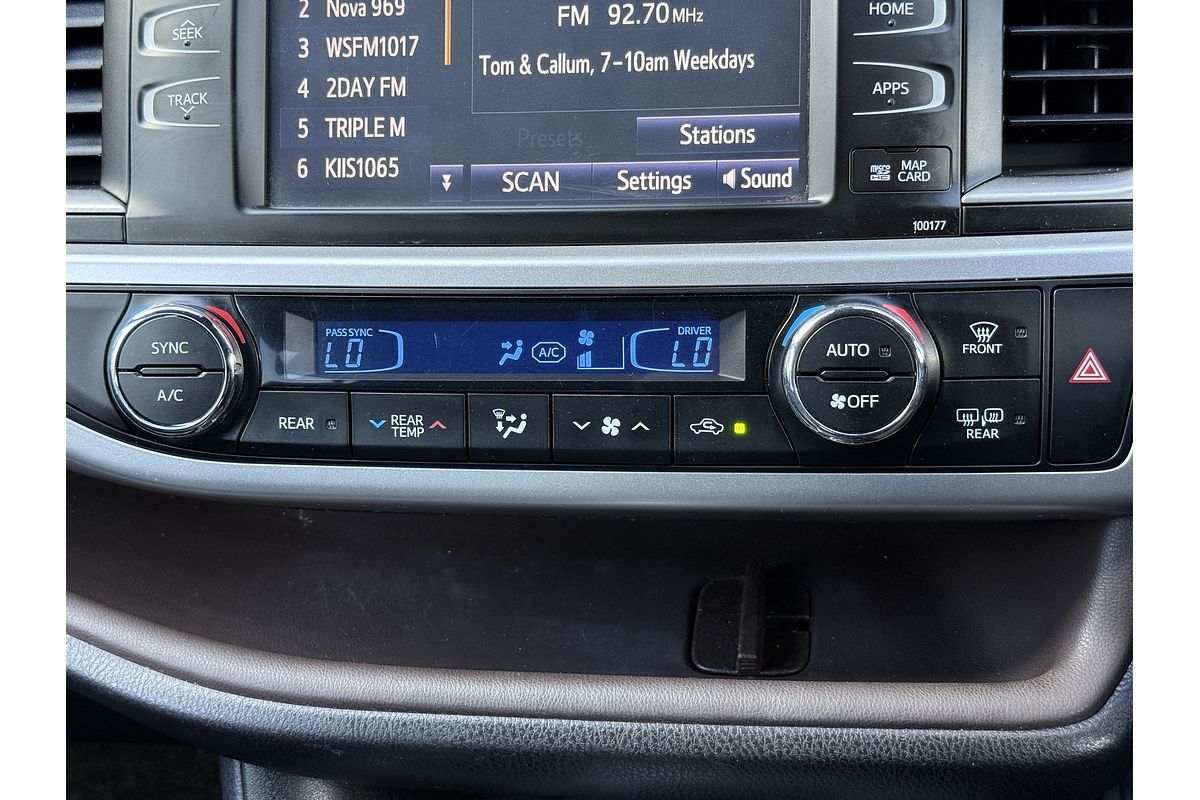 SEEK
TRACK
2 Nova 969
3 WSFM1017
4 2DAY FM
5 TRIPLE M
6 KIIS1065
FM 92.70 MHz
Tom & Callum, 7-10am Weekdays
Presets
Stations
SCAN
Settings
Sound
HOME
APPS
micro
HC
MAP
CARD
100177
SYNC
A/C
PASS SYNC
LO
A/C
DRIVER
LO
AUTO
OFF
FRONT
REAR
REAR
REAR
TEMP